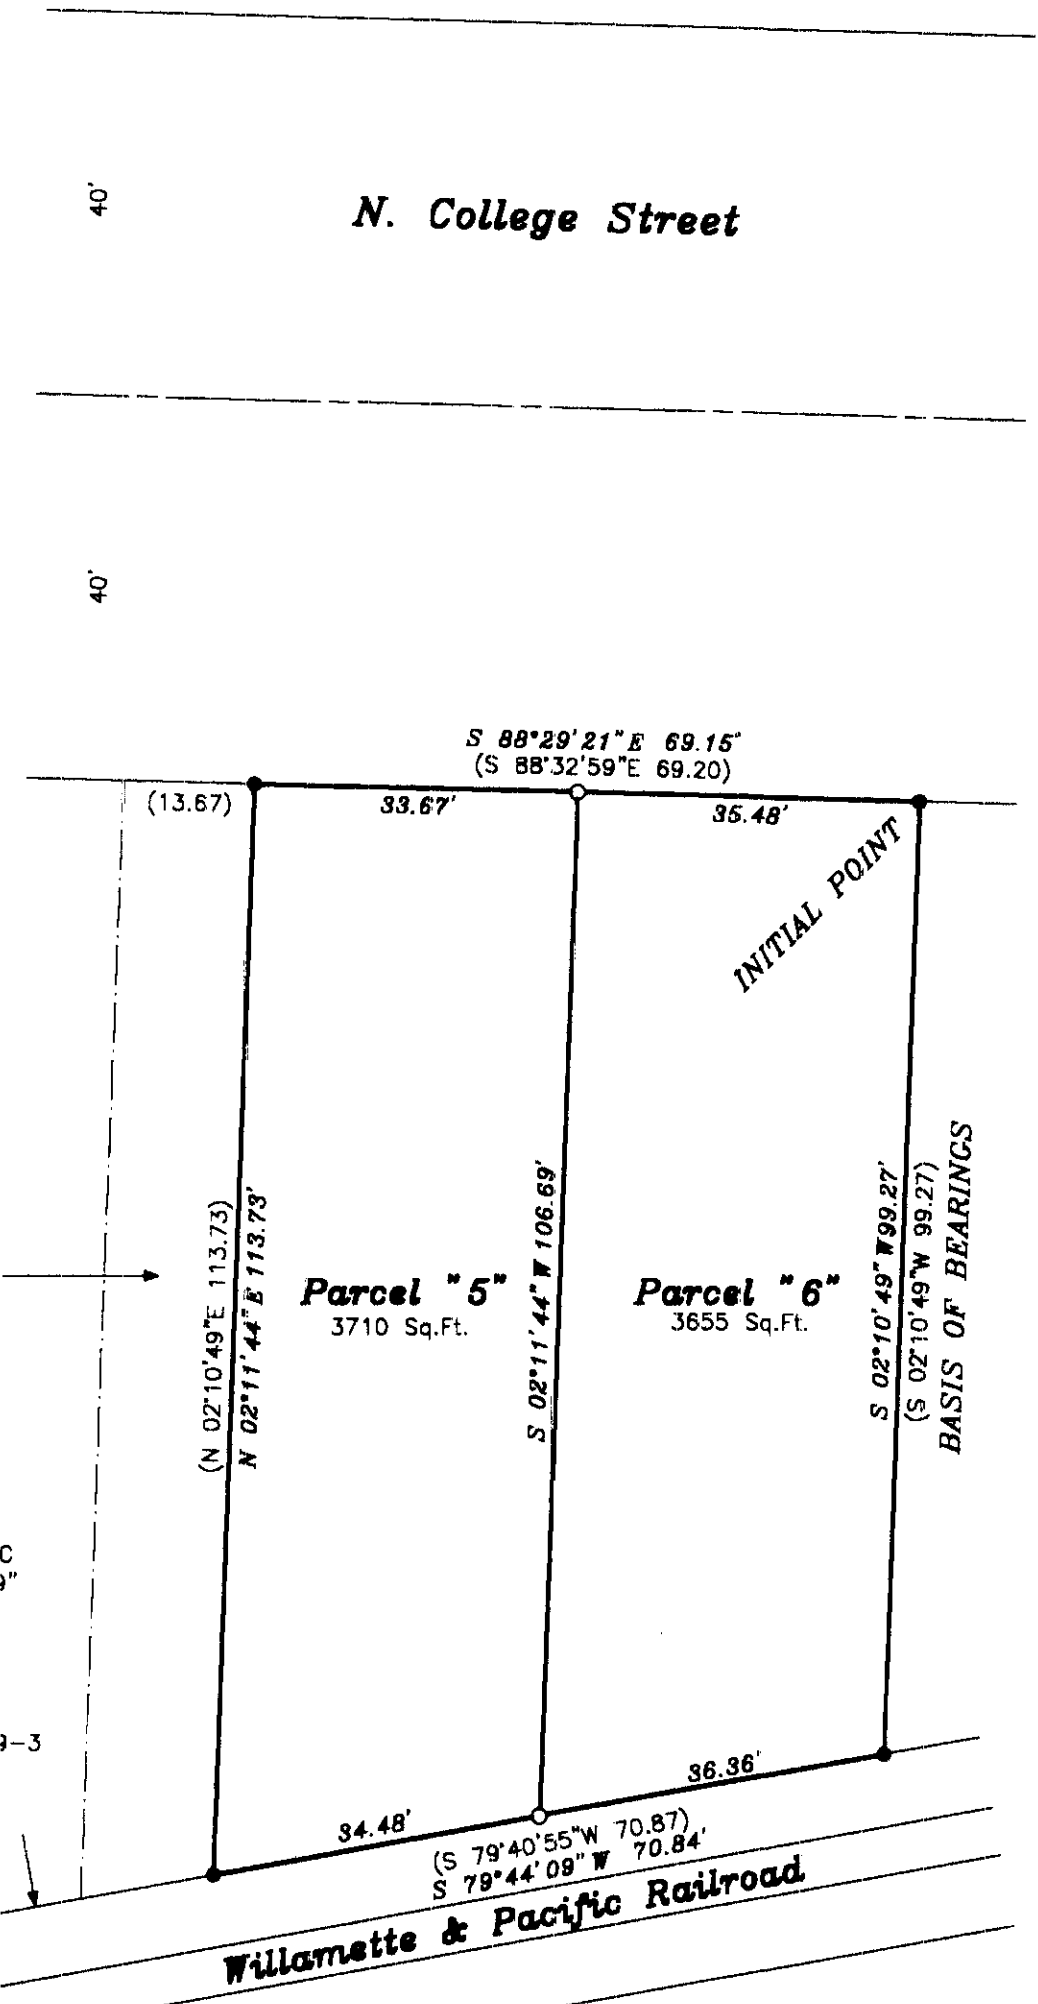 40'
N. College Street
40'
S 88°29'21" E 69.15'
(S 88°32'59"E 69.20)
(13.67)
33.67'
35.48'
INITIAL POINT
(N 02°10'49"E 113.73)
N 02°11'44" E 113.73'
Parcel "5"
3710 Sq.Ft.
S 02°11'44" W 106.69'
Parcel "6"
3655 Sq.Ft.
S 02°10'49" W 99.27'
(S 02°10'49"W 99.27)
BASIS OF BEARINGS
C
9"
9-3
34.48'
36.36'
(S 79°40'55"W 70.87)
S 79°44'09" W 70.84'
Willamette & Pacific Railroad